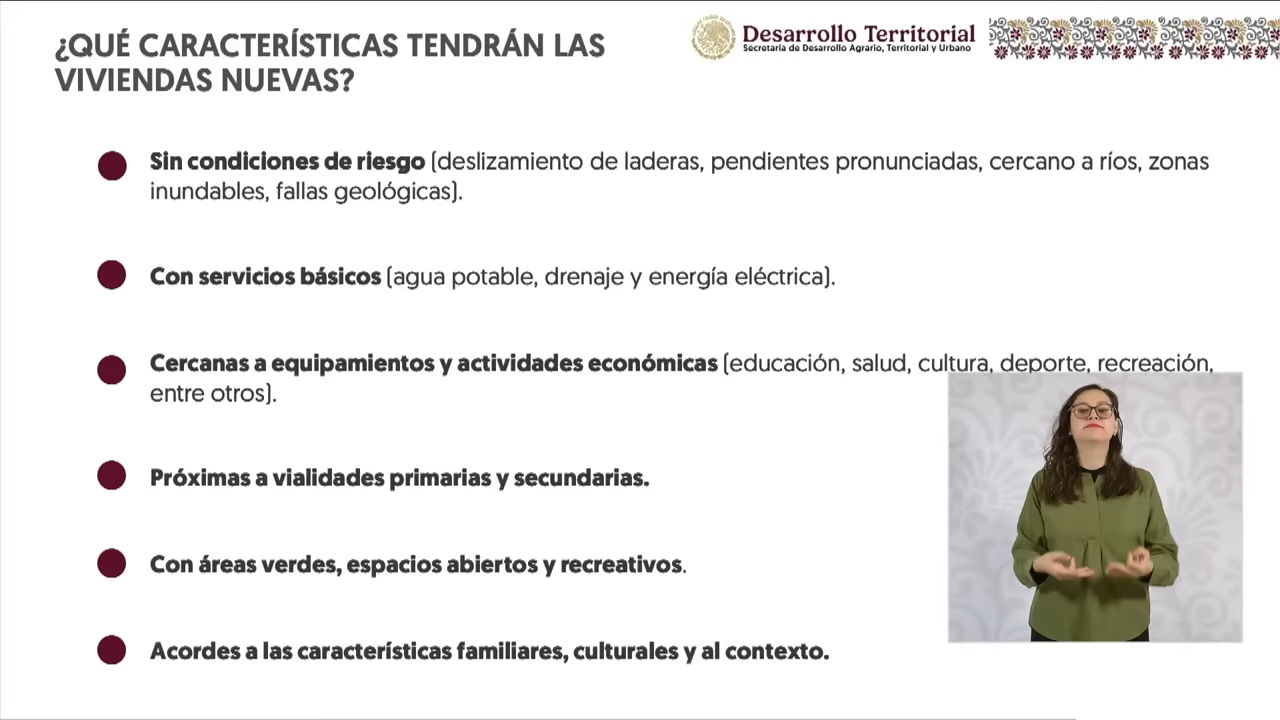 ¿QUÉ CARACTERÍSTICAS TENDRÁN LAS
VIVIENDAS NUEVAS?
Desarrollo Territorial
Secretaría de Desarrollo Agrario, Territorial y Urbano
Sin condiciones de riesgo (deslizamiento de laderas, pendientes pronunciadas, cercano a ríos, zonas
inundables, fallas geológicas).
Con servicios básicos (agua potable, drenaje y energía eléctrica).
Cercanas a equipamientos y actividades económicas (educación, salud, cultura, deporte, recreación,
entre otros).
Próximas a vialidades primarias y secundarias.
Con áreas verdes, espacios abiertos y recreativos.
Acordes a las características familiares, culturales y al contexto.